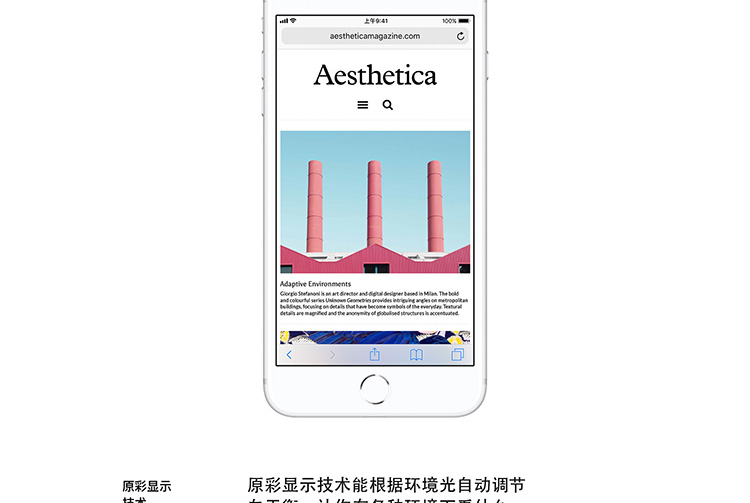 上午9:41
100%
aestheticamagazine.com
Aesthetica
Adaptive Environments
Giorgio Stefanoni is an art director and digital designer based in Milan. The bold
and colourful series Unknown Geometries provides intriguing angles on metropolitan
buildings, focusing on details that have become symbols of the everyday. Textural
details are magnified and the anonymity of globalised structures is accentuated.
原彩显示
原彩显示技术能根据环境光自动调节